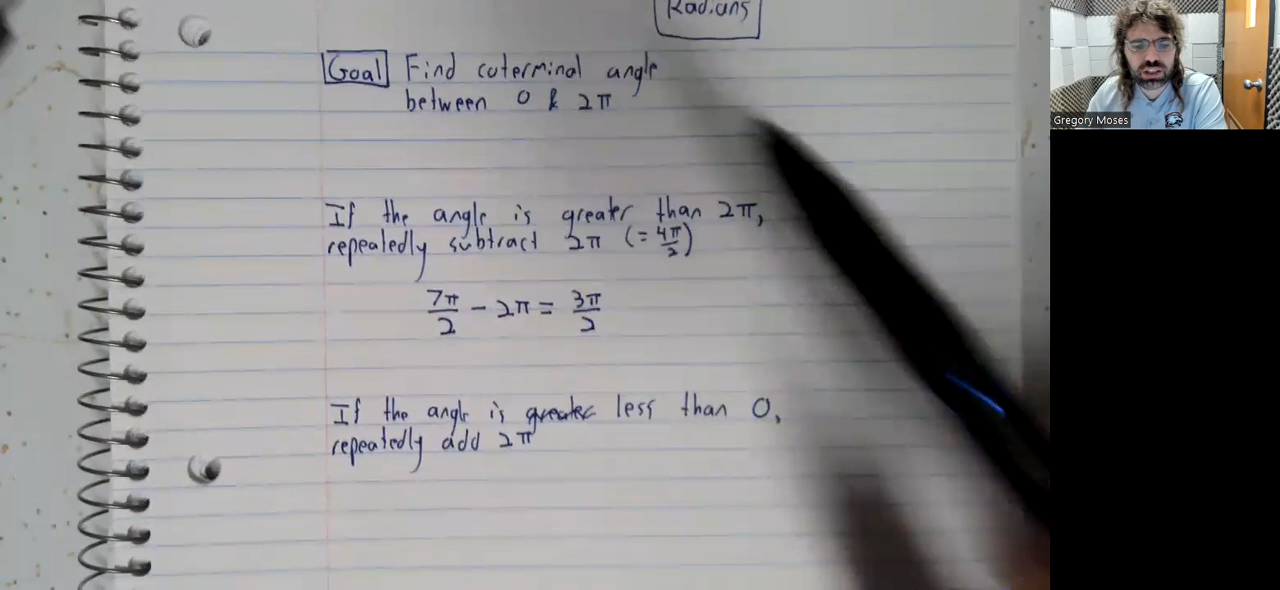 Radians
Goal Find coterminal angle
between 0 & 2π
If the angle is greater than 2π,
repeatedly subtract 2π (= 4π/2)
7π/2 - 2π = 3π/2
If the angle is greater less than 0,
repeatedly add 2π
Gregory Moses